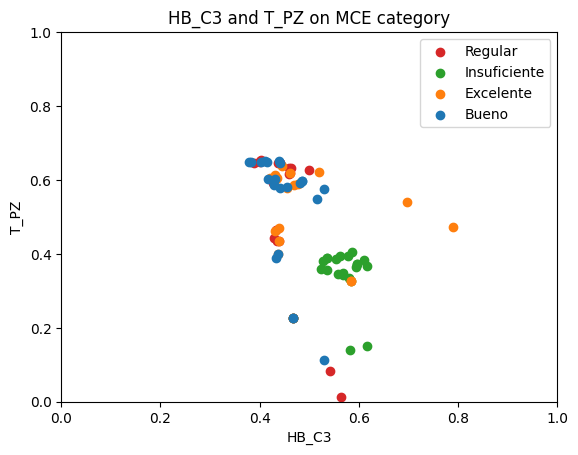 HB_C3 and T_PZ on MCE category
1.0
0.8
0.6
0.4
0.2
0.0
T_PZ
Regular
Insuficiente
Excelente
Bueno
0.0 0.2 0.4 0.6 0.8 1.0
HB_C3